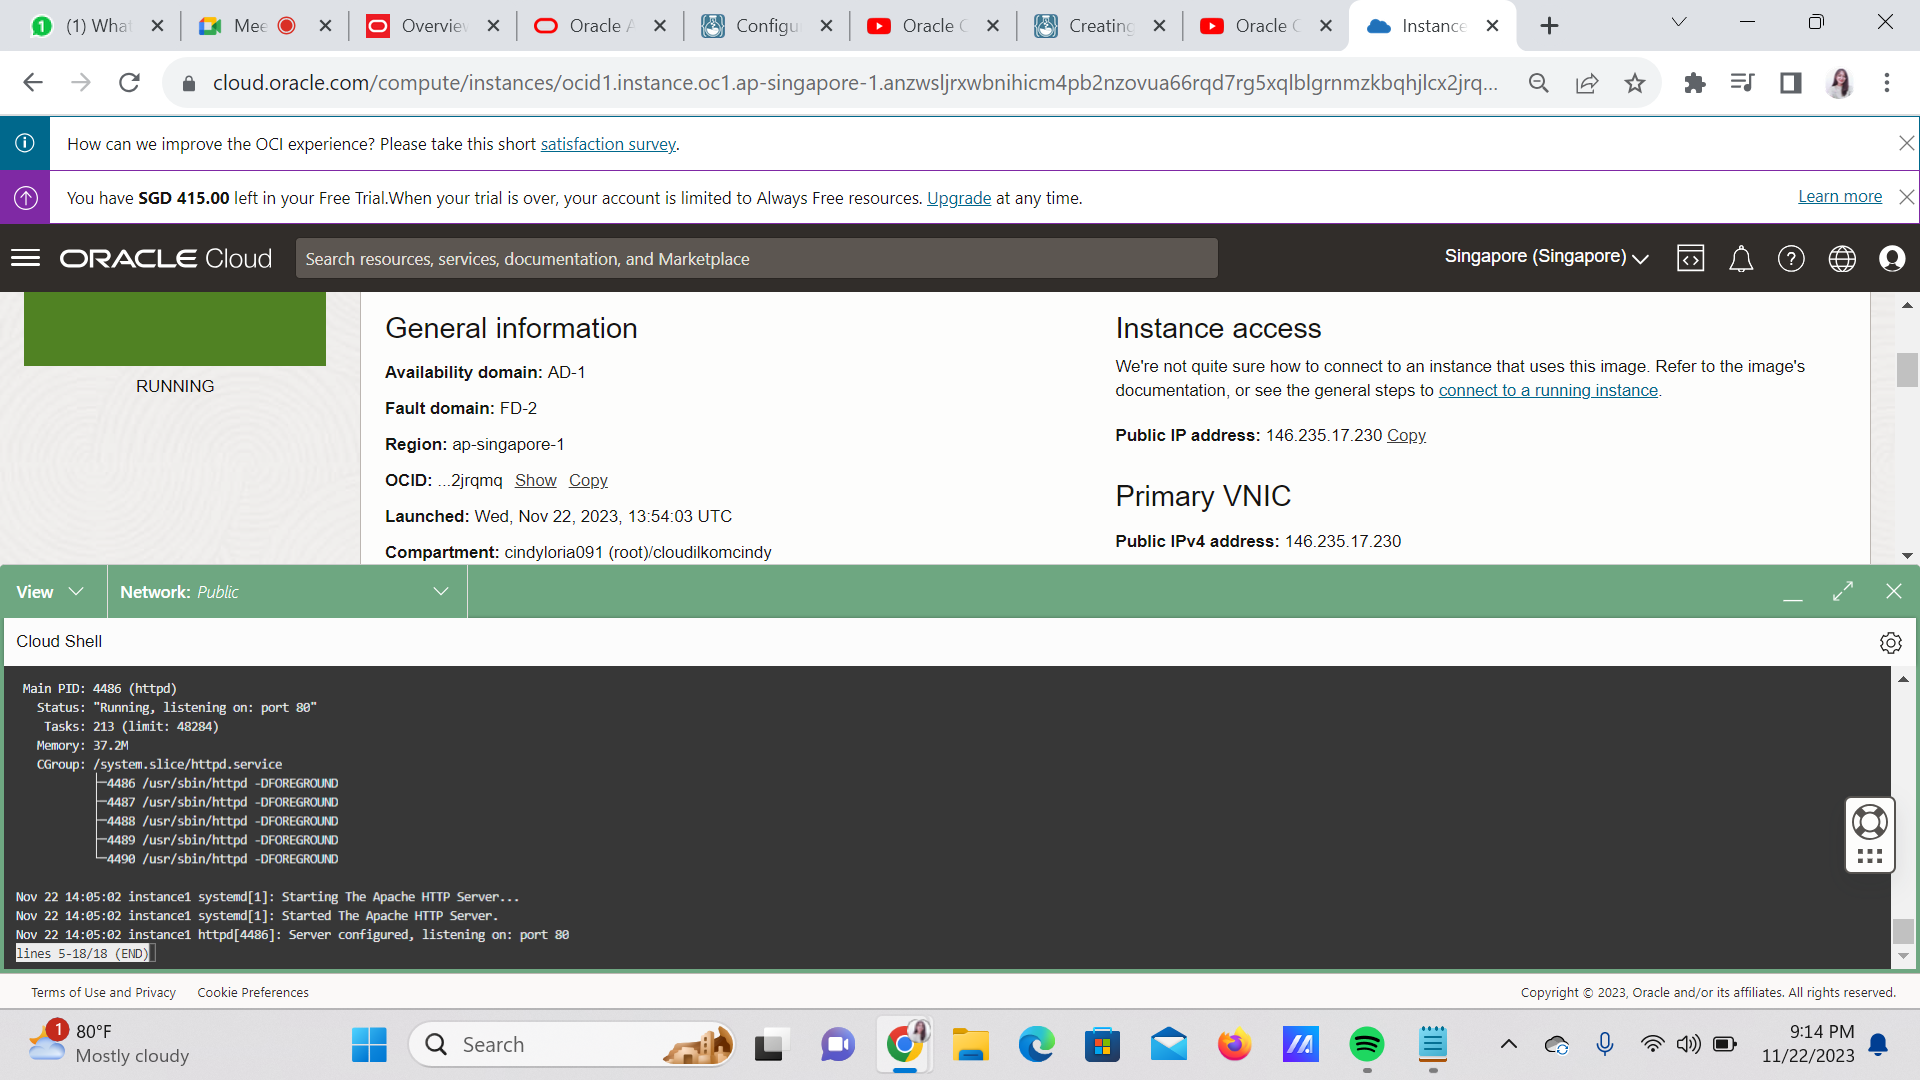 (1) What
Mee
Overview
Oracle A
Configu
Oracle C
Creating
Oracle C
Instance
cloud.oracle.com/compute/instances/ocid1.instance.oc1.ap-singapore-1.anzwsljrxwbnihicm4pb2nzovua66rqd7rg5xqlblgrnmzkbqhjlcx2jrq...
How can we improve the OCI experience? Please take this short satisfaction survey.
You have SGD 415.00 left in your Free Trial.When your trial is over, your account is limited to Always Free resources. Upgrade at any time.
Learn more
ORACLE Cloud
Search resources, services, documentation, and Marketplace
Singapore (Singapore)
RUNNING
General information
Availability domain: AD-1
Fault domain: FD-2
Region: ap-singapore-1
OCID: ...2jrqmq Show Copy
Launched: Wed, Nov 22, 2023, 13:54:03 UTC
Compartment: cindyloria091 (root)/cloudilkomcindy
Instance access
We're not quite sure how to connect to an instance that uses this image. Refer to the image's
documentation, or see the general steps to connect to a running instance.
Public IP address: 146.235.17.230 Copy
Primary VNIC
Public IPv4 address: 146.235.17.230
View
Network: Public
Cloud Shell
Main PID: 4486 (httpd)
Status: "Running, listening on: port 80"
Tasks: 213 (limit: 48284)
Memory: 37.2M
CGroup: /system.slice/httpd.service
├─4486 /usr/sbin/httpd -DFOREGROUND
├─4487 /usr/sbin/httpd -DFOREGROUND
├─4488 /usr/sbin/httpd -DFOREGROUND
├─4489 /usr/sbin/httpd -DFOREGROUND
└─4490 /usr/sbin/httpd -DFOREGROUND
Nov 22 14:05:02 instance1 systemd[1]: Starting The Apache HTTP Server...
Nov 22 14:05:02 instance1 systemd[1]: Started The Apache HTTP Server.
Nov 22 14:05:02 instance1 httpd[4486]: Server configured, listening on: port 80
lines 5-18/18 (END)
Terms of Use and Privacy
Cookie Preferences
Copyright © 2023, Oracle and/or its affiliates. All rights reserved.
1
80°F
Mostly cloudy
Search
9:14 PM
11/22/2023